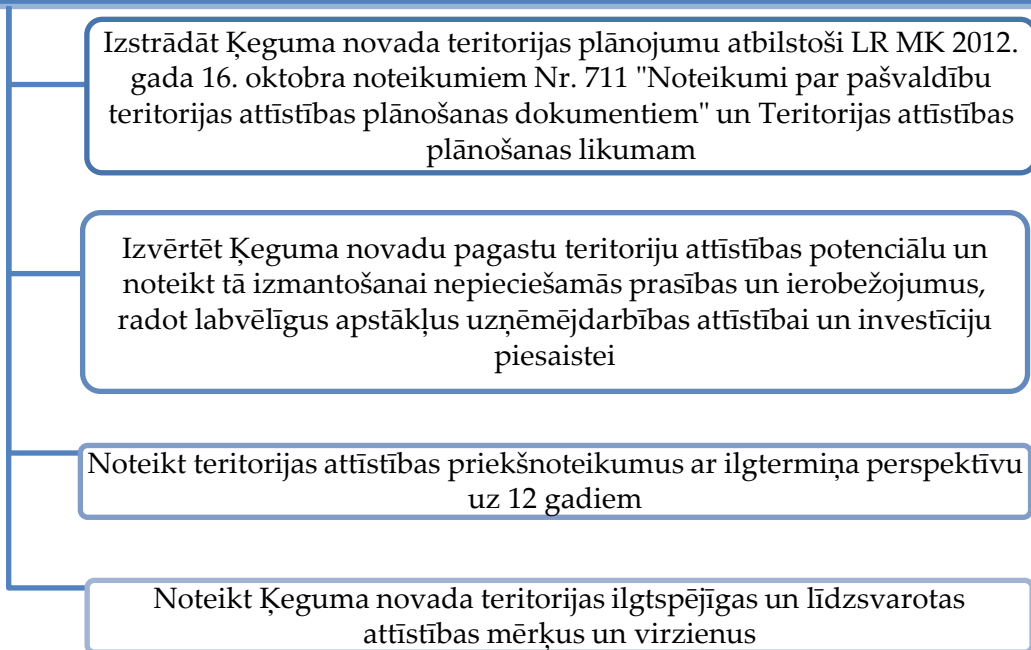 Izstrādāt Ķeguma novada teritorijas plānojumu atbilstoši LR MK 2012.
gada 16. oktobra noteikumiem Nr. 711 "Noteikumi par pašvaldību
teritorijas attīstības plānošanas dokumentiem" un Teritorijas attīstības
plānošanas likumam
Izvērtēt Ķeguma novadu pagastu teritoriju attīstības potenciālu un
noteikt tā izmantošanai nepieciešamās prasības un ierobežojumus,
radot labvēlīgus apstākļus uzņēmējdarbības attīstībai un investīciju
piesaistei
Noteikt teritorijas attīstības priekšnoteikumus ar ilgtermiņa perspektīvu
uz 12 gadiem
Noteikt Ķeguma novada teritorijas ilgtspējīgas un līdzsvarotas
attīstības mērķus un virzienus